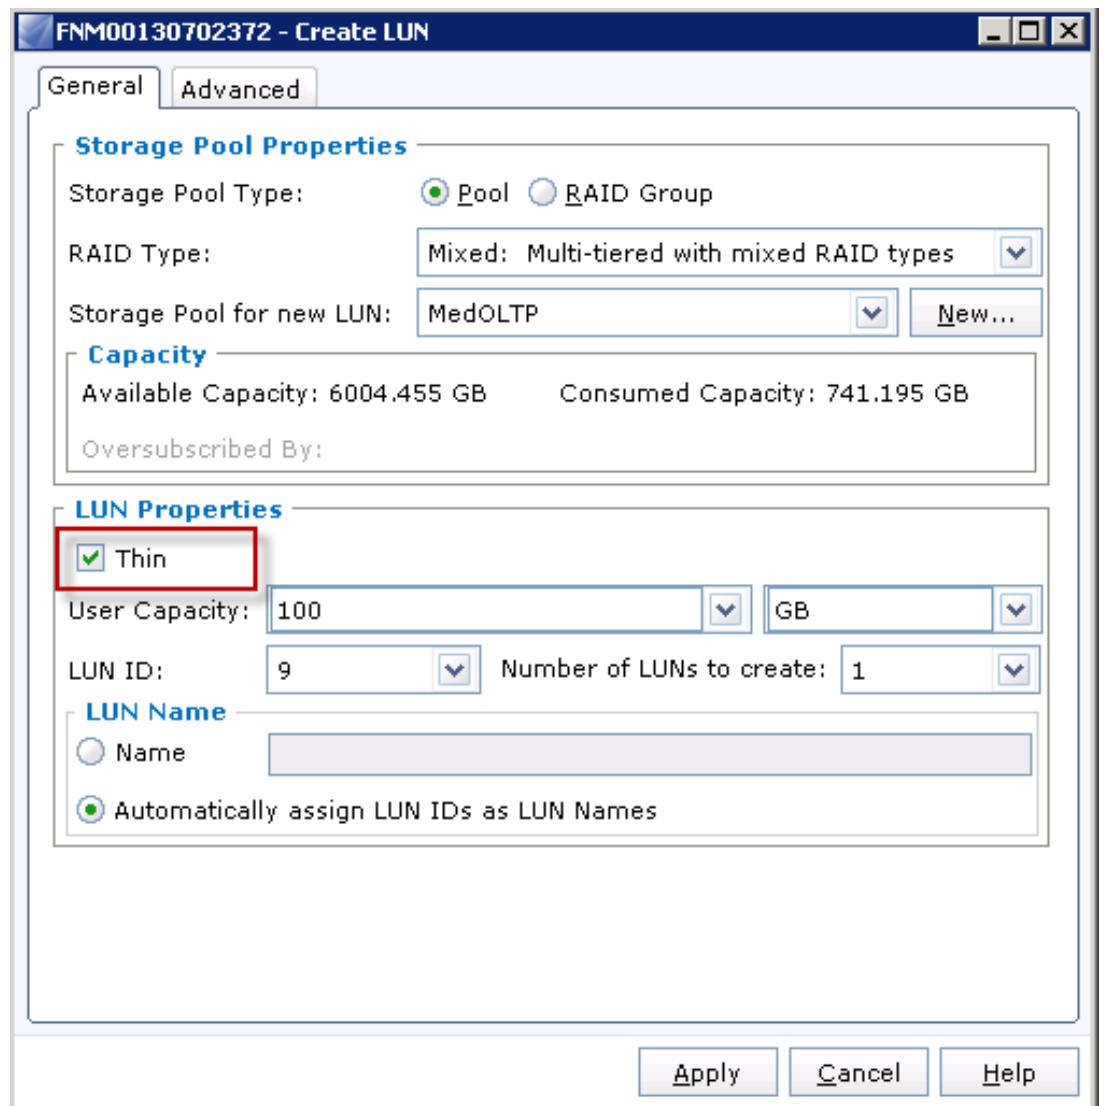 FNM00130702372 - Create LUN
General Advanced
Storage Pool Properties
Storage Pool Type: Pool RAID Group
RAID Type: Mixed: Multi-tiered with mixed RAID types
Storage Pool for new LUN: MedOLTP New...
Capacity
Available Capacity: 6004.455 GB Consumed Capacity: 741.195 GB
Oversubscribed By:
LUN Properties
Thin
User Capacity: 100 GB
LUN ID: 9 Number of LUNs to create: 1
LUN Name
Name
Automatically assign LUN IDs as LUN Names
Apply Cancel Help